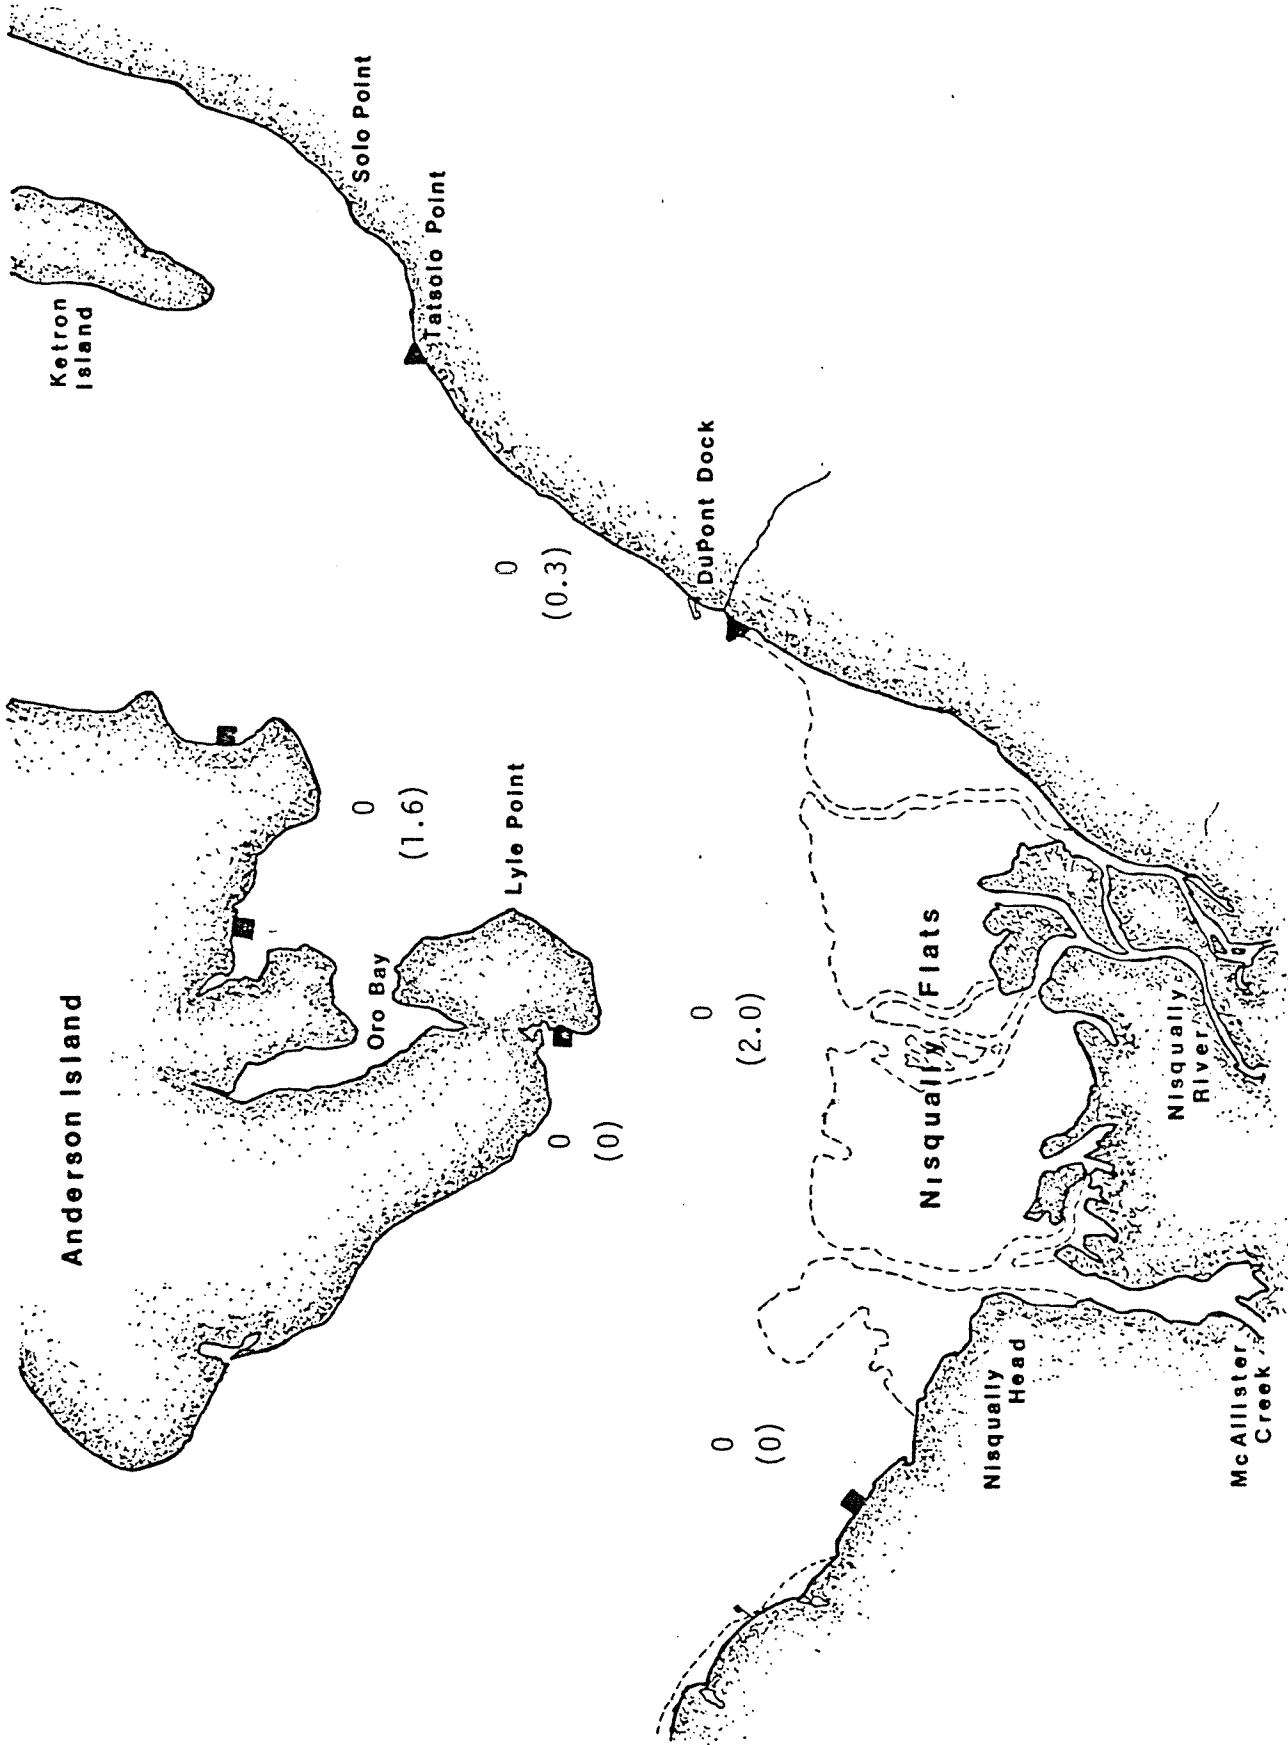 Anderson Island
Ketron
Island
Solo Point
Tatsolo Point
Oro Bay
0
(1.6)
Lyle Point
0
(0.3)
0
(0)
DuPont Dock
0
(2.0)
0
(0)
Nisqually Flats
Nisqually
Head
Nisqually
River
McAllister
Creek